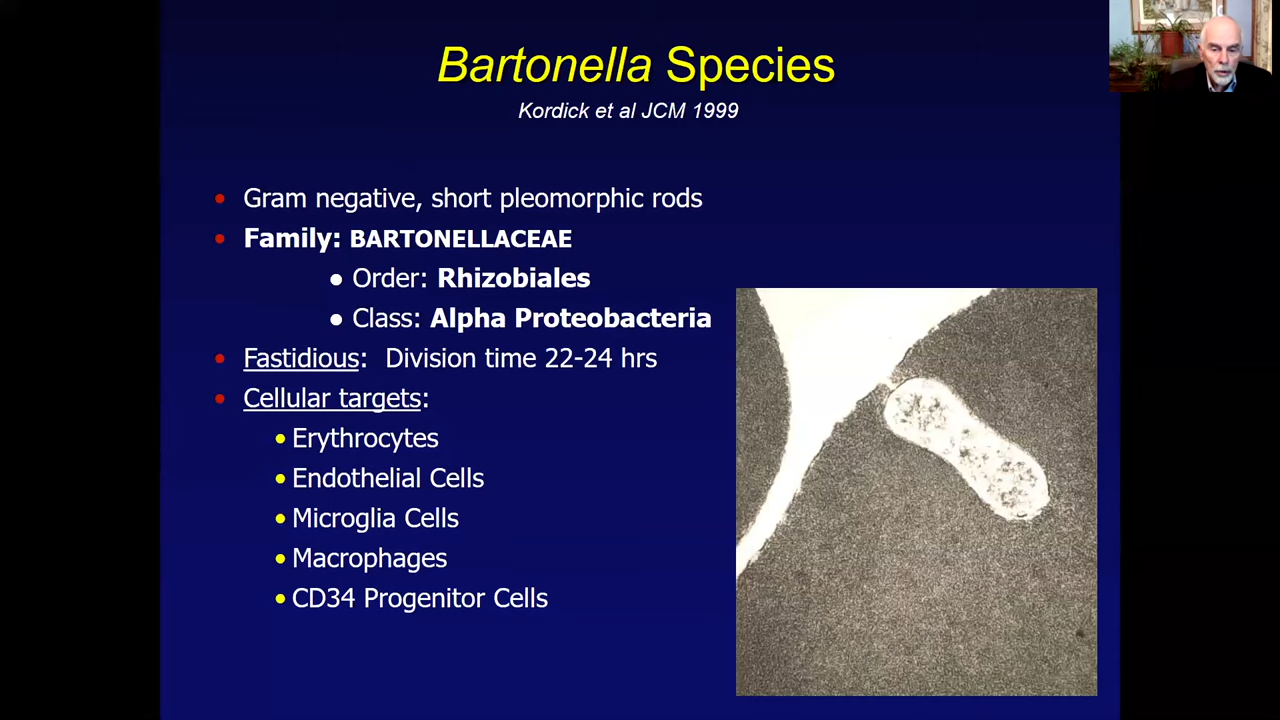 Bartonella Species
Kordick et al JCM 1999
• Gram negative, short pleomorphic rods
• Family: BARTONELLACEAE
● Order: Rhizobiales
● Class: Alpha Proteobacteria
• Fastidious: Division time 22-24 hrs
• Cellular targets:
• Erythrocytes
• Endothelial Cells
• Microglia Cells
• Macrophages
• CD34 Progenitor Cells